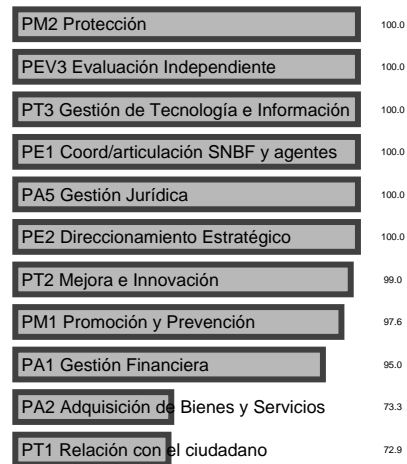 PM2 Protección 100.0
PEV3 Evaluación Independiente 100.0
PT3 Gestión de Tecnología e Información 100.0
PE1 Coord/articulación SNBF y agentes 100.0
PA5 Gestión Jurídica 100.0
PE2 Direccionamiento Estratégico 100.0
PT2 Mejora e Innovación 99.0
PM1 Promoción y Prevención 97.6
PA1 Gestión Financiera 95.0
PA2 Adquisición de Bienes y Servicios 73.3
PT1 Relación con el ciudadano 72.9